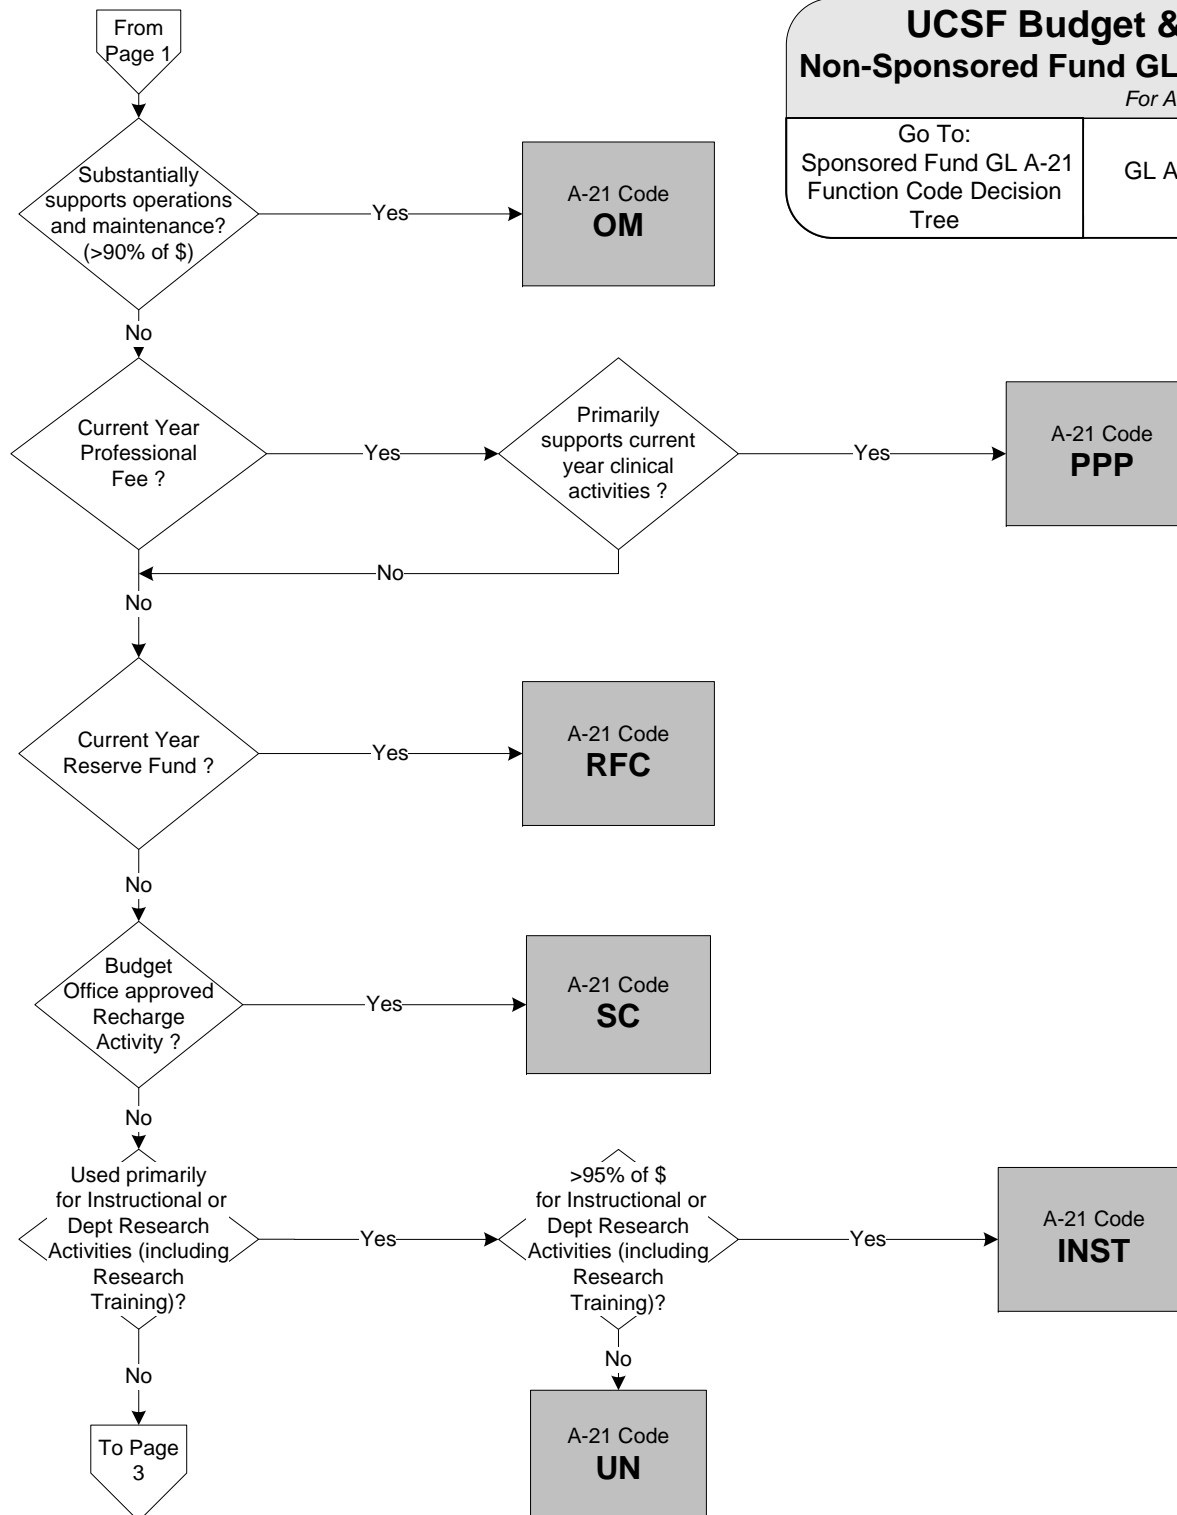 From
Page 1
UCSF Budget &
Non-Sponsored Fund GL
For A
Go To:
Sponsored Fund GL A-21
Function Code Decision
Tree
GL A
Substantially
supports operations
and maintenance?
(>90% of $)
Yes
A-21 Code
OM
No
Current Year
Professional
Fee ?
Yes
Primarily
supports current
year clinical
activities ?
Yes
A-21 Code
PPP
No
No
Current Year
Reserve Fund ?
Yes
A-21 Code
RFC
No
Budget
Office approved
Recharge
Activity ?
Yes
A-21 Code
SC
No
Used primarily
for Instructional or
Dept Research
Activities (including
Research
Training)?
Yes
>95% of $
for Instructional or
Dept Research
Activities (including
Research
Training)?
Yes
A-21 Code
INST
No
No
To Page
3
A-21 Code
UN